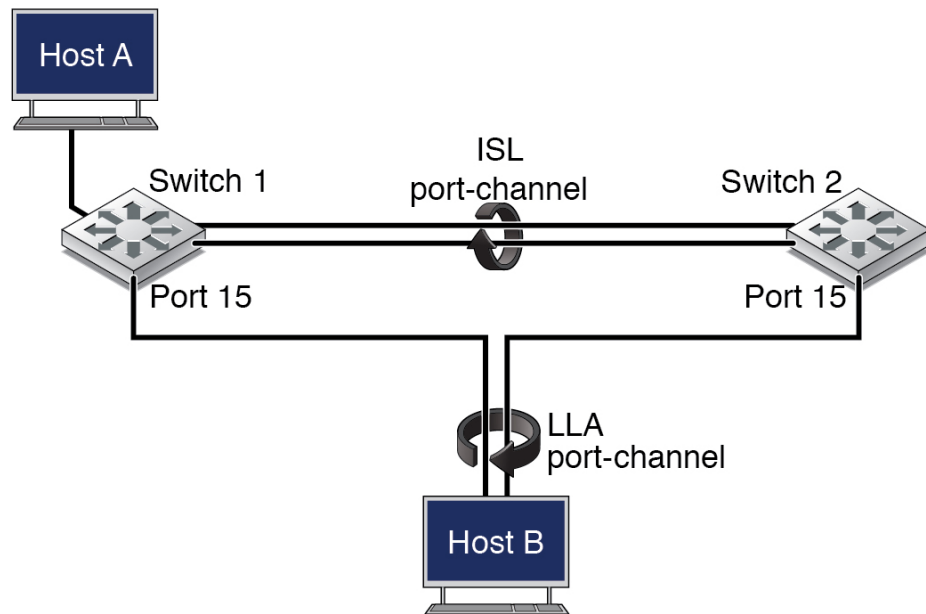 Host A
ISL
port-channel
Switch 1
Switch 2
Port 15
Port 15
LLA
port-channel
Host B